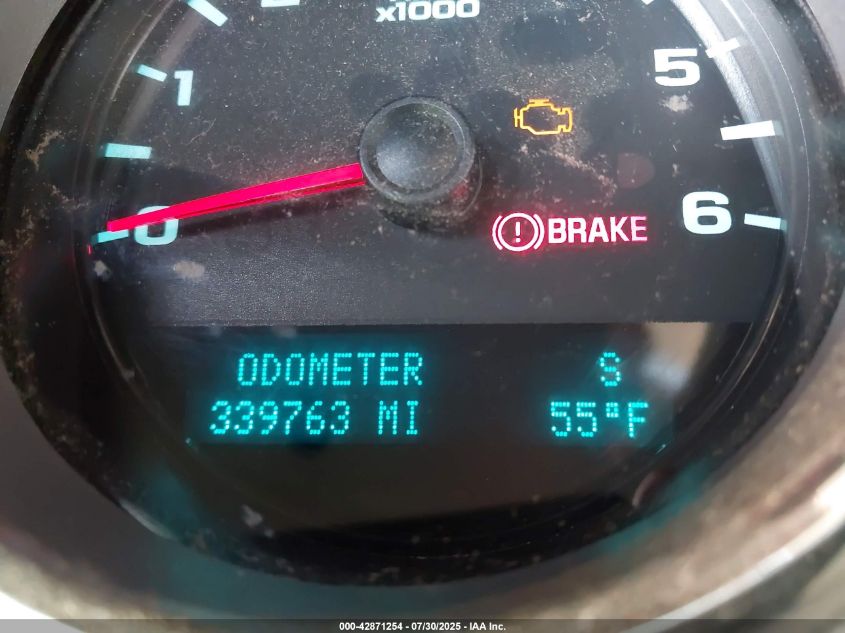 x1000
1
5
0
6
(!) BRAKE
ODOMETER S
339763 MI 55°F
000-42871254 - 07/30/2025 - IAA Inc.